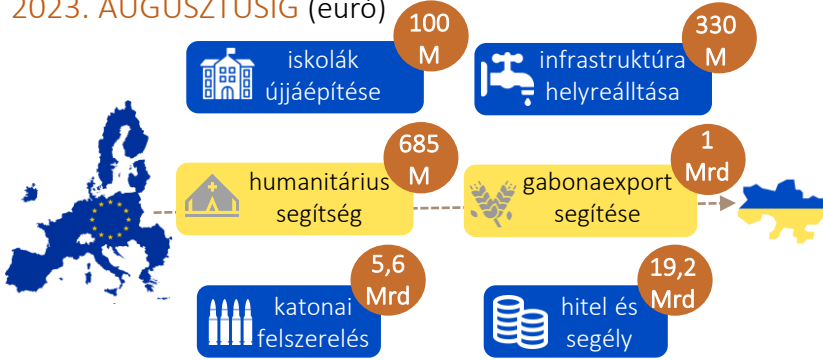 2023. AUGUSZTUSIG (euró)
100
M
iskolák
újjáépítése
330
M
infrastruktúra
helyreálltása
685
M
humanitárius
segítség
1
Mrd
gabonaexport
segítése
5,6
Mrd
katonai
felszerelés
19,2
Mrd
hitel és
segély